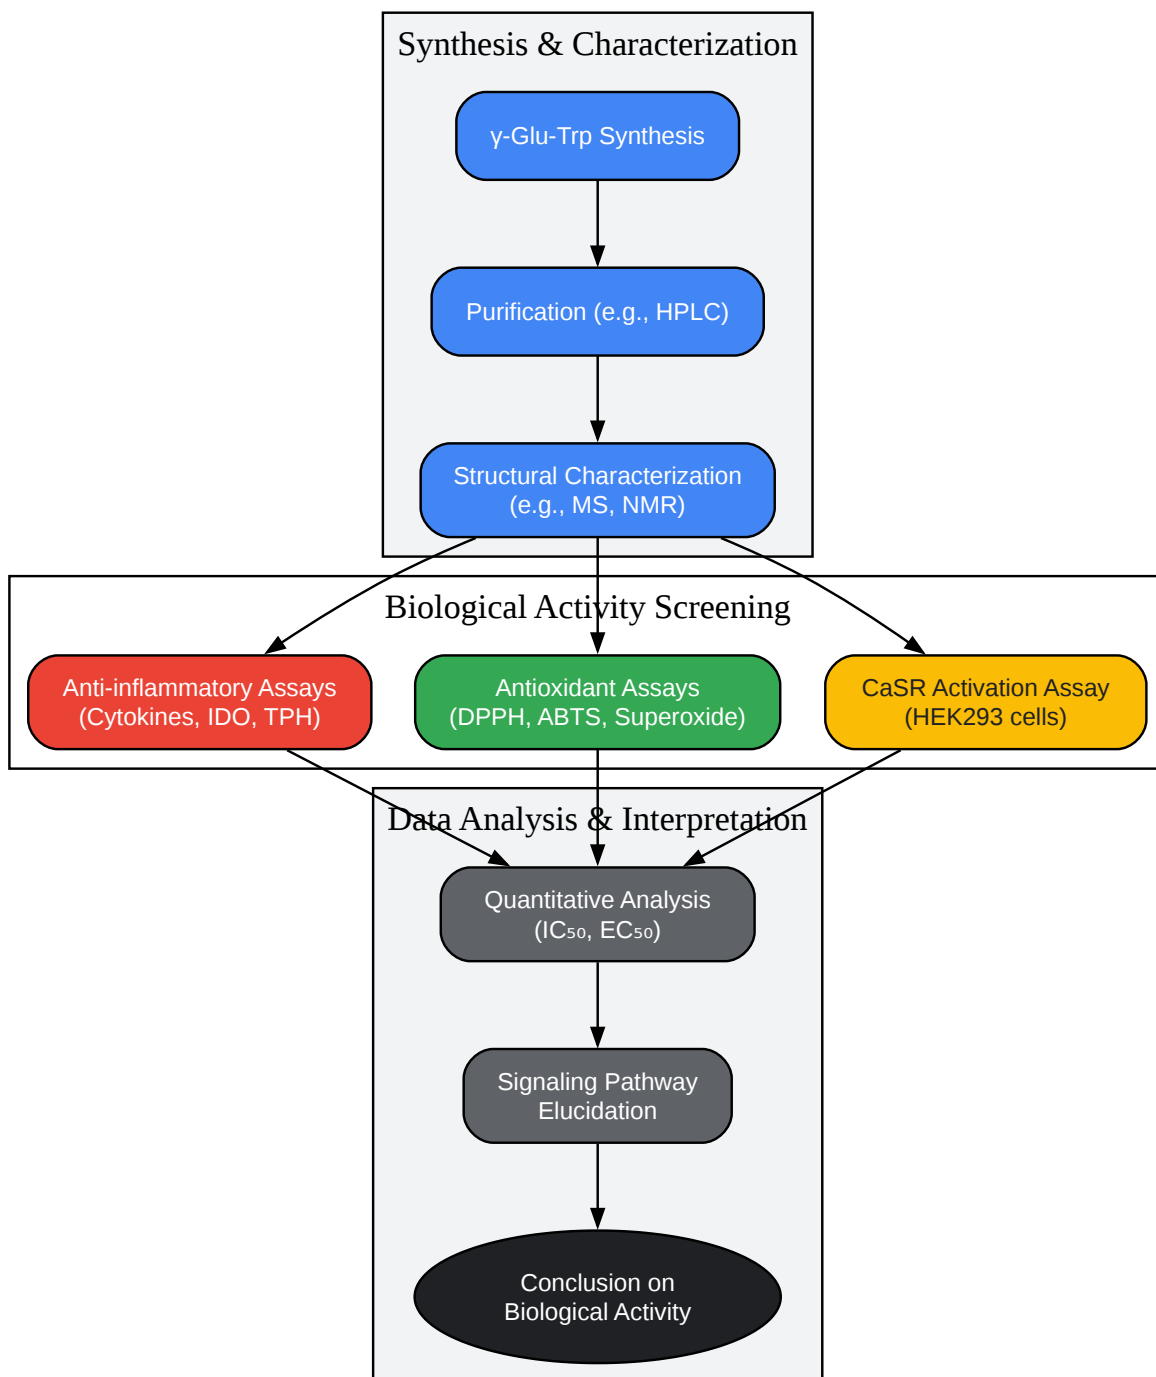 Synthesis & Characterization
γ-Glu-Trp Synthesis
Purification (e.g., HPLC)
Structural Characterization
(e.g., MS, NMR)
Biological Activity Screening
Anti-inflammatory Assays
(Cytokines, IDO, TPH)
Antioxidant Assays
(DPPH, ABTS, Superoxide)
CaSR Activation Assay
(HEK293 cells)
Data Analysis & Interpretation
Quantitative Analysis
(IC₅₀, EC₅₀)
Signaling Pathway
Elucidation
Conclusion on
Biological Activity